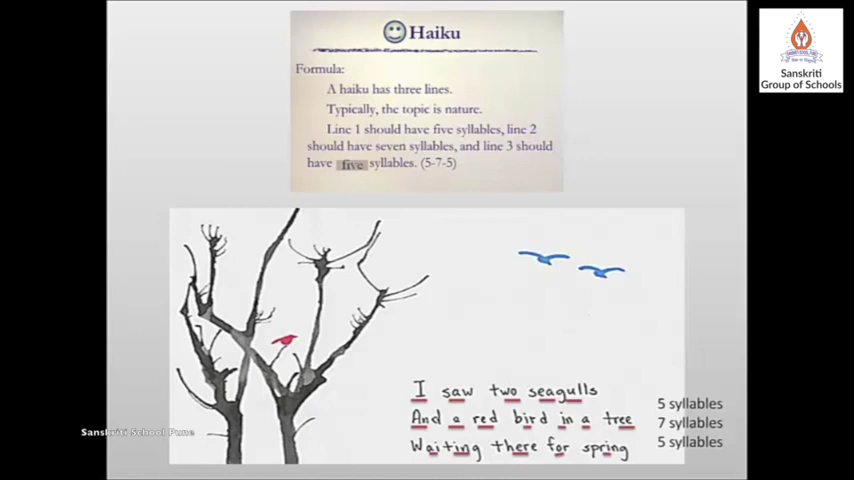 Haiku
Formula:
A haiku has three lines.
Typically, the topic is nature.
Line 1 should have five syllables, line 2
should have seven syllables, and line 3 should
have five syllables. (5-7-5)
Sanskriti
Group of Schools
I saw two seagulls
And a red bird in a tree
Waiting there for spring
5 syllables
7 syllables
5 syllables
Sanskriti School Pune